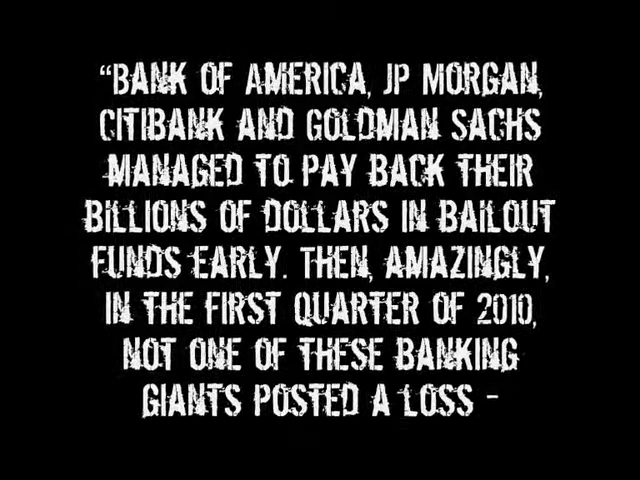 “BANK OF AMERICA, JP MORGAN,
CITIBANK AND GOLDMAN SACHS
MANAGED TO PAY BACK THEIR
BILLIONS OF DOLLARS IN BAILOUT
FUNDS EARLY. THEN, AMAZINGLY,
IN THE FIRST QUARTER OF 2010,
NOT ONE OF THESE BANKING
GIANTS POSTED A LOSS -